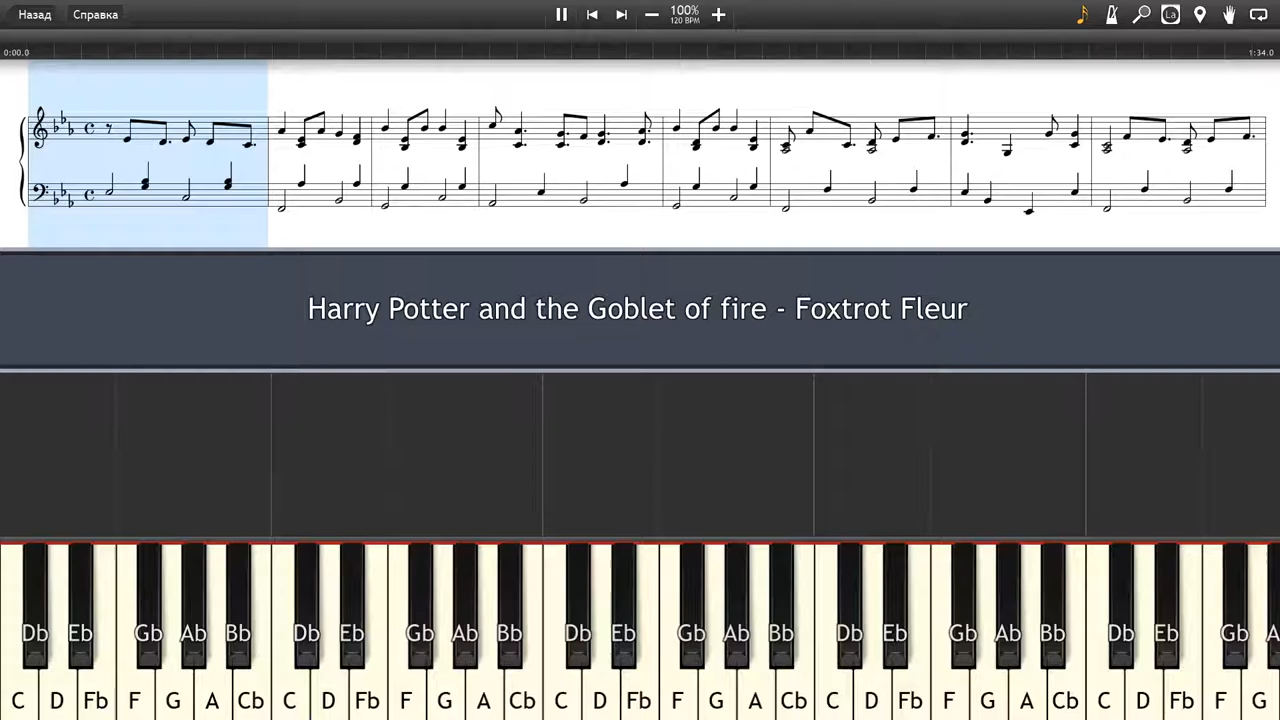 Назад Справка 100% La
120 BPM
0:00.0 1:34.0
Harry Potter and the Goblet of fire - Foxtrot Fleur
Db Eb Gb Ab Bb Db Eb Gb Ab Bb Db Eb Gb Ab Bb Db Eb Gb Ab Bb Db Eb Gb A
C D Fb F G A Cb C D Fb F G A Cb C D Fb F G A Cb C D Fb F G A Cb C D Fb F G